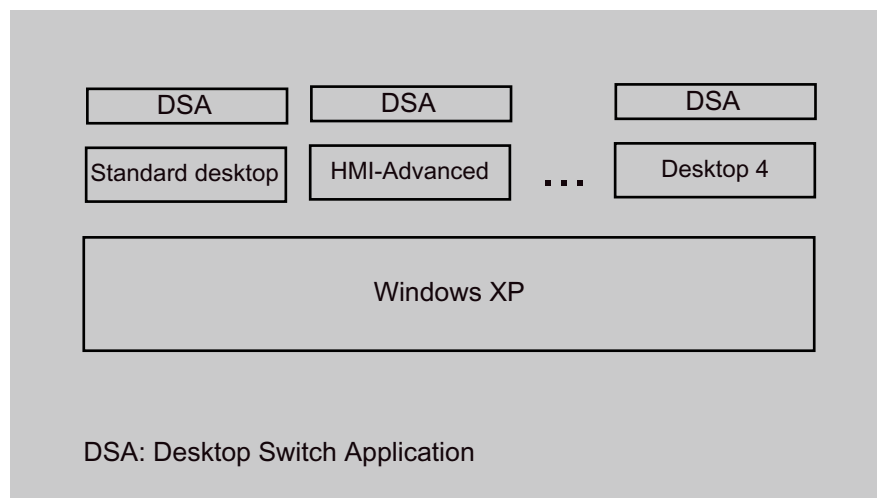 DSA DSA DSA
Standard desktop HMI-Advanced ... Desktop 4
Windows XP
DSA: Desktop Switch Application